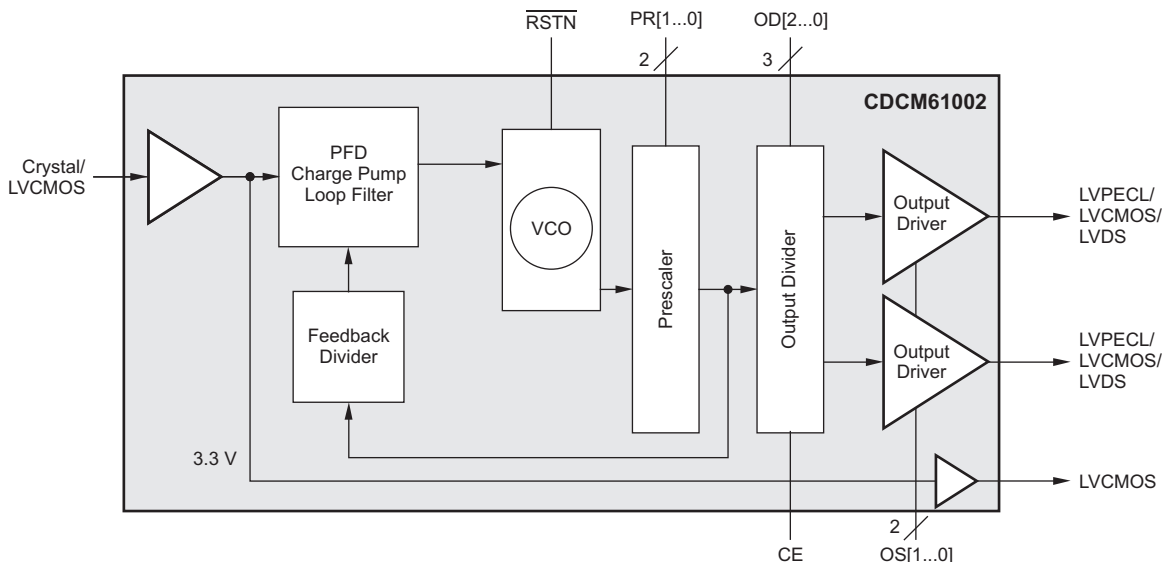 RSTN
PR[1...0]
OD[2...0]
2
3
CDCM61002
Crystal/
LVCMOS
PFD
Charge Pump
Loop Filter
VCO
Feedback
Divider
Prescaler
Output Divider
Output
Driver
LVPECL/
LVCMOS/
LVDS
Output
Driver
LVPECL/
LVCMOS/
LVDS
3.3 V
LVCMOS
2
CE
OS[1...0]